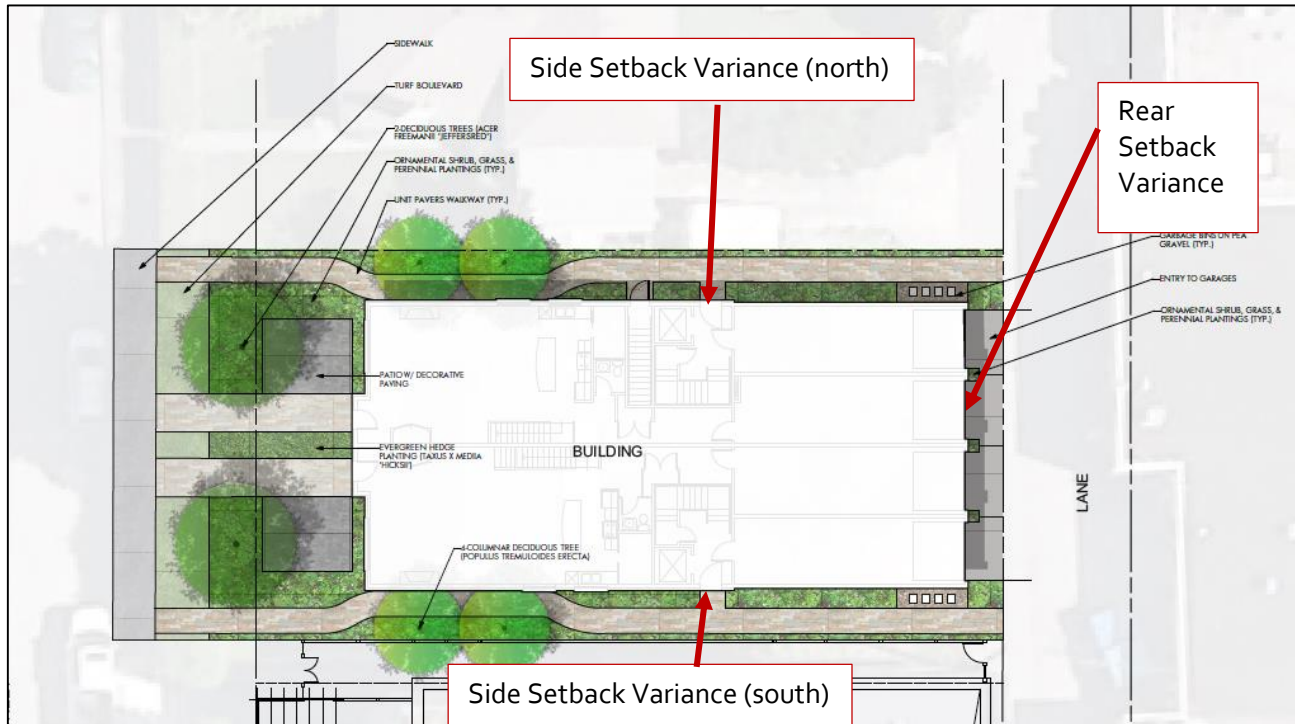 SIDEWALK
Side Setback Variance (north)
TURF BOULEVARD
Rear
Setback
Variance
2-DECIDUOUS TREES (ACER
FREEMANII "JEFFERSRED")
ORNAMENTAL SHRUB, GRASS, &
PERENNIAL PLANTINGS (TYP.)
UNIT PAVERS WALKWAY (TYP.)
GARBAGE BINS ON PEA
GRAVEL (TYP.)
ENTRY TO GARAGES
ORNAMENTAL SHRUB, GRASS, &
PERENNIAL PLANTINGS (TYP.)
PATIO W/ DECORATIVE
PAVING
EVERGREEN HEDGE
PLANTING (TAXUS X MEDIA
'HICKSII')
BUILDING
LANE
4-COLUMNAR DECIDUOUS TREE
(POPULUS TREMULOIDES ERECTA)
Side Setback Variance (south)